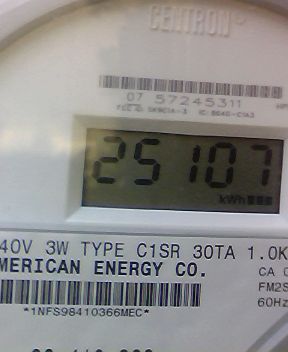 CENTRON®
07 57245311
25107
kWh
40V 3W TYPE C1SR 30TA 1.0K
MERICAN ENERGY CO.
CA 0
FM2S
60Hz
*1NFS98410366MEC*